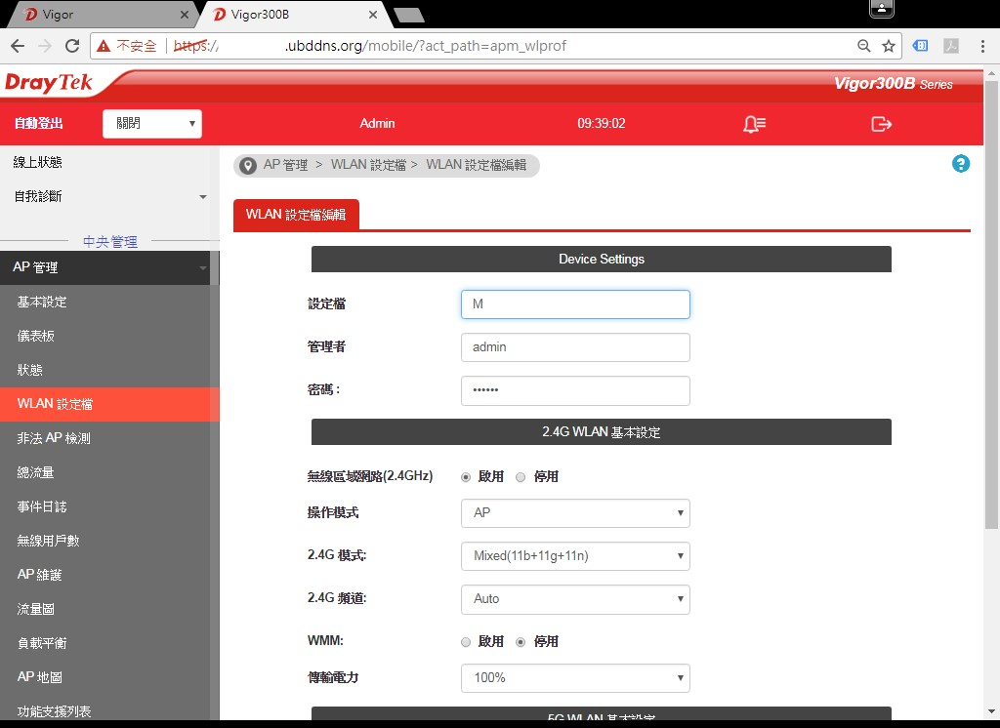 Vigor
Vigor300B
不安全 https:// .ubddns.org/mobile/?act_path=apm_wlprof
DrayTek
Vigor300B Series
自動登出 關閉 Admin 09:39:02
線上狀態
自我診斷
中央管理
AP 管理
基本設定
儀表板
狀態
WLAN 設定檔
非法 AP 檢測
總流量
事件日誌
無線用戶數
AP 維護
流量圖
負載平衡
AP 地圖
功能支援列表
AP 管理 > WLAN 設定檔 > WLAN 設定檔編輯
WLAN 設定檔編輯
Device Settings
設定檔 M
管理者 admin
密碼 : ••••••
2.4G WLAN 基本設定
無線區域網路(2.4GHz) 啟用 停用
操作模式 AP
2.4G 模式: Mixed(11b+11g+11n)
2.4G 頻道: Auto
WMM: 啟用 停用
傳輸電力 100%
5G WLAN 基本設定